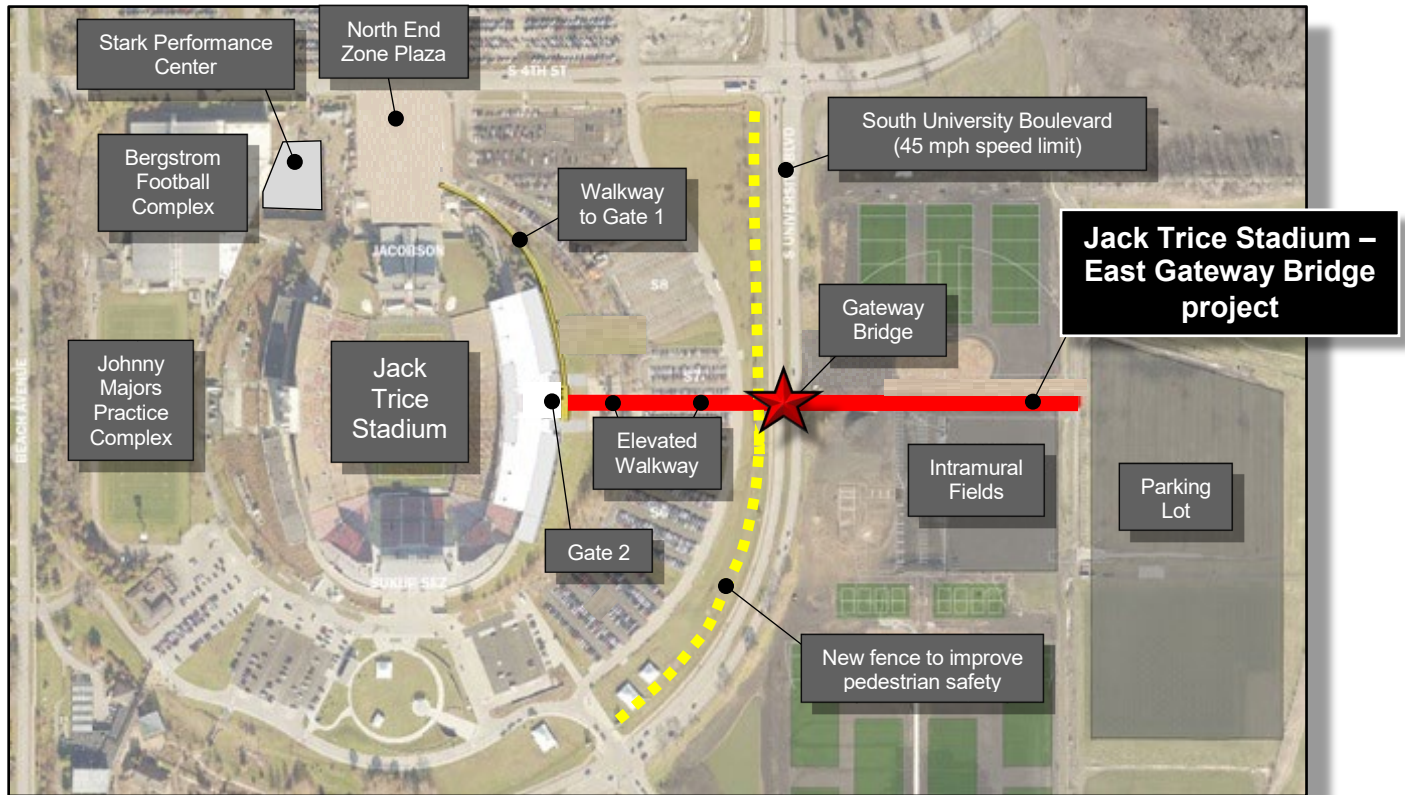 Stark Performance
Center
North End
Zone Plaza
S 4TH ST
Bergstrom
Football
Complex
South University Boulevard
(45 mph speed limit)
Walkway
to Gate 1
JACOBSON
S UNIVERSITY BLVD
Jack Trice Stadium –
East Gateway Bridge
project
S8
Gateway
Bridge
BEACH AVENUE
Johnny
Majors
Practice
Complex
Jack
Trice
Stadium
S7
Elevated
Walkway
Intramural
Fields
Parking
Lot
S6
Gate 2
SUKUP SEZ
New fence to improve
pedestrian safety